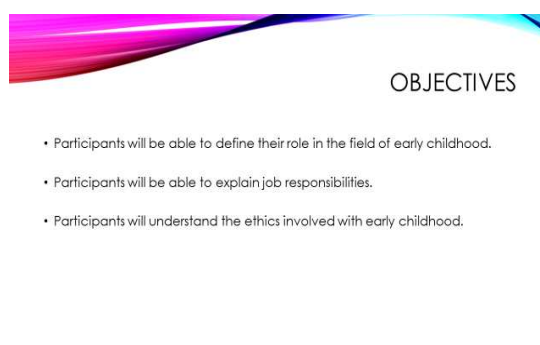 OBJECTIVES
• Participants will be able to define their role in the field of early childhood.
• Participants will be able to explain job responsibilities.
• Participants will understand the ethics involved with early childhood.